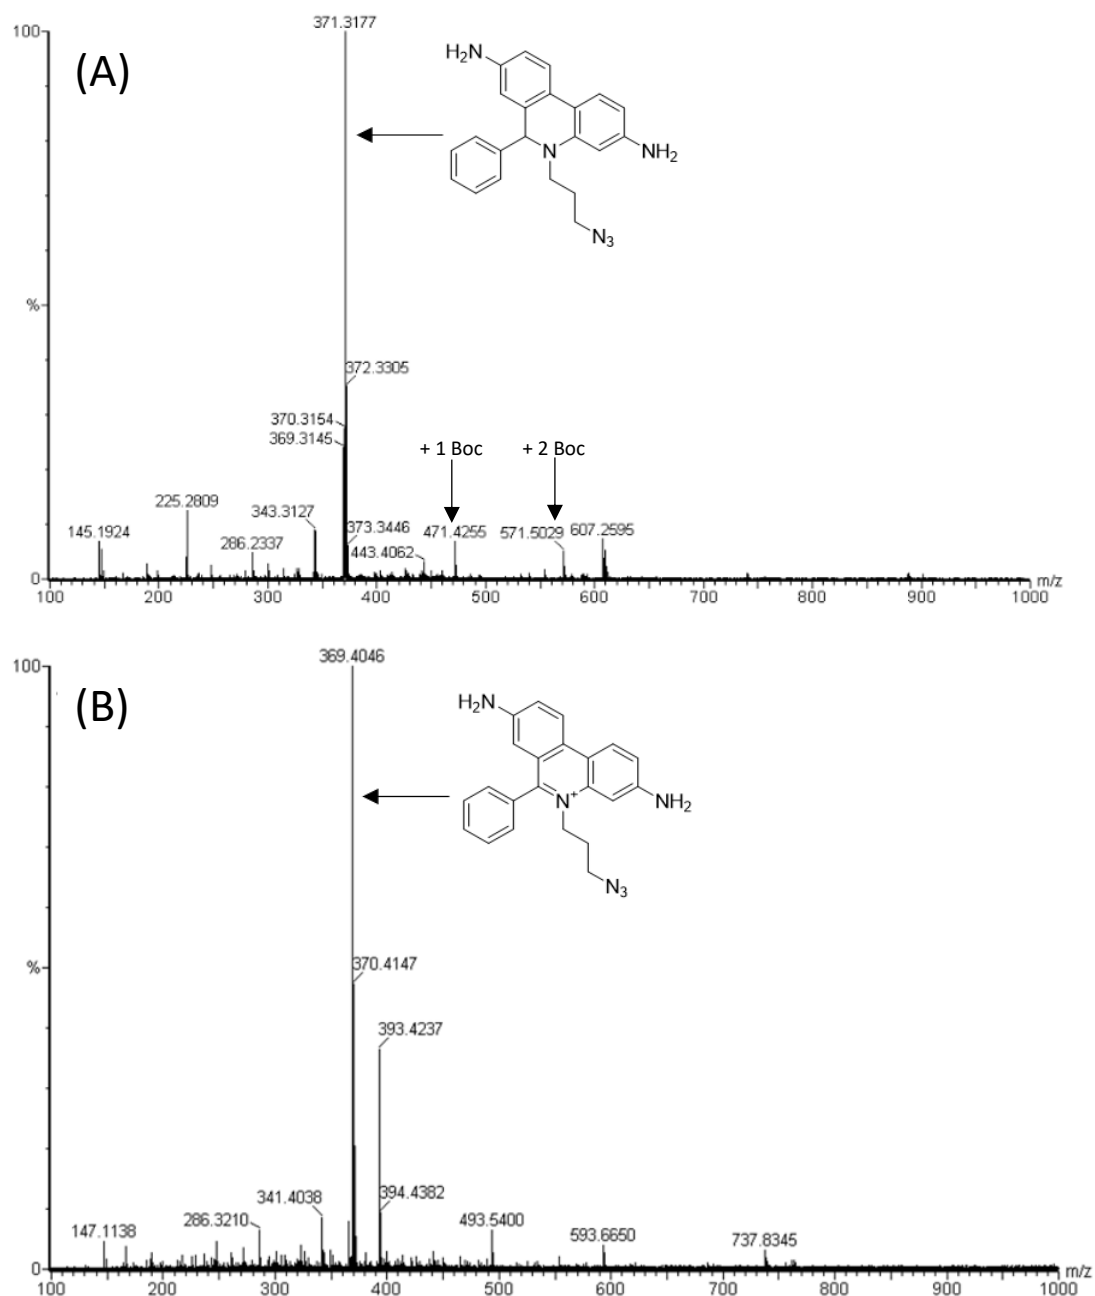 371.3177
100
(A)
H₂N
N
NH₂
N₃
%
372.3305
370.3154
369.3145
+ 1 Boc
+ 2 Boc
225.2809
145.1924
343.3127
286.2337
373.3446
443.4062
471.4255
571.5029
607.2595
0
100 200 300 400 500 600 700 800 900 1000 m/z
369.4046
100
(B)
H₂N
N⁺
NH₂
N₃
%
370.4147
393.4237
147.1138
286.3210
341.4038
394.4382
493.5400
593.6650
737.8345
0
100 200 300 400 500 600 700 800 900 1000 m/z